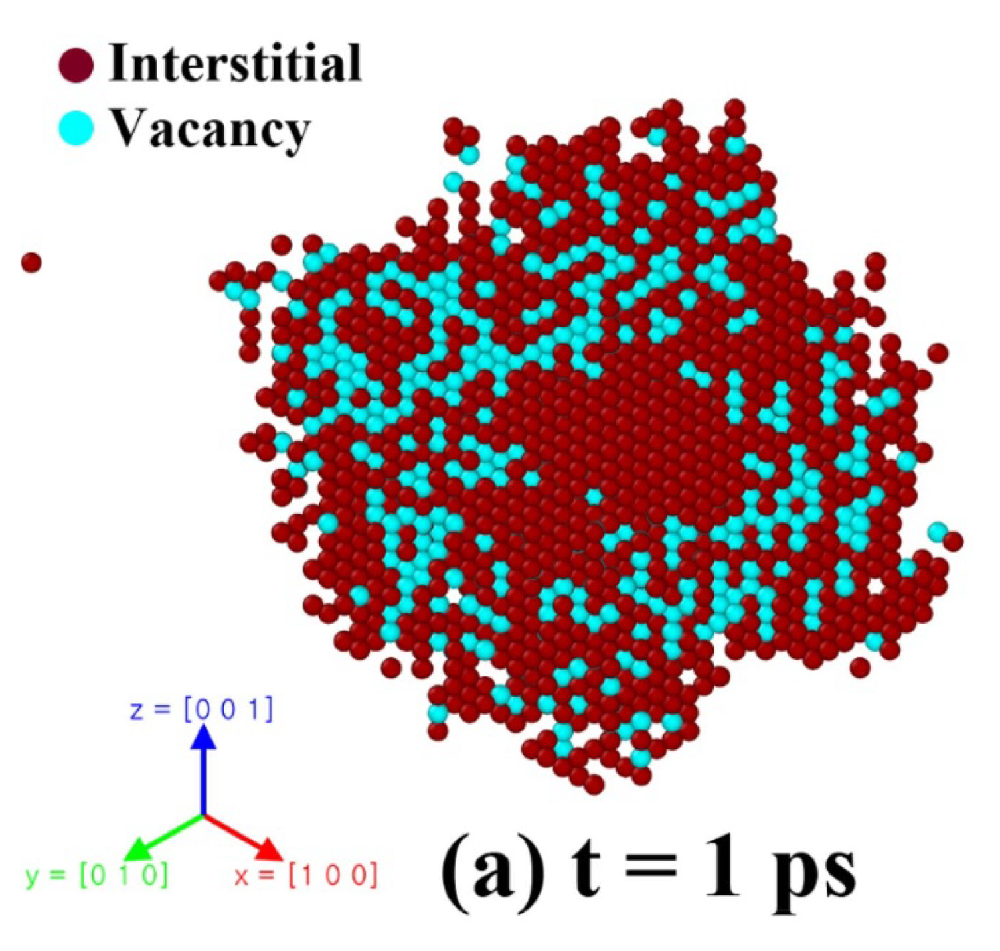 Interstitial
Vacancy
z = [0 0 1]
y = [0 1 0]
x = [1 0 0]
(a) t = 1 ps